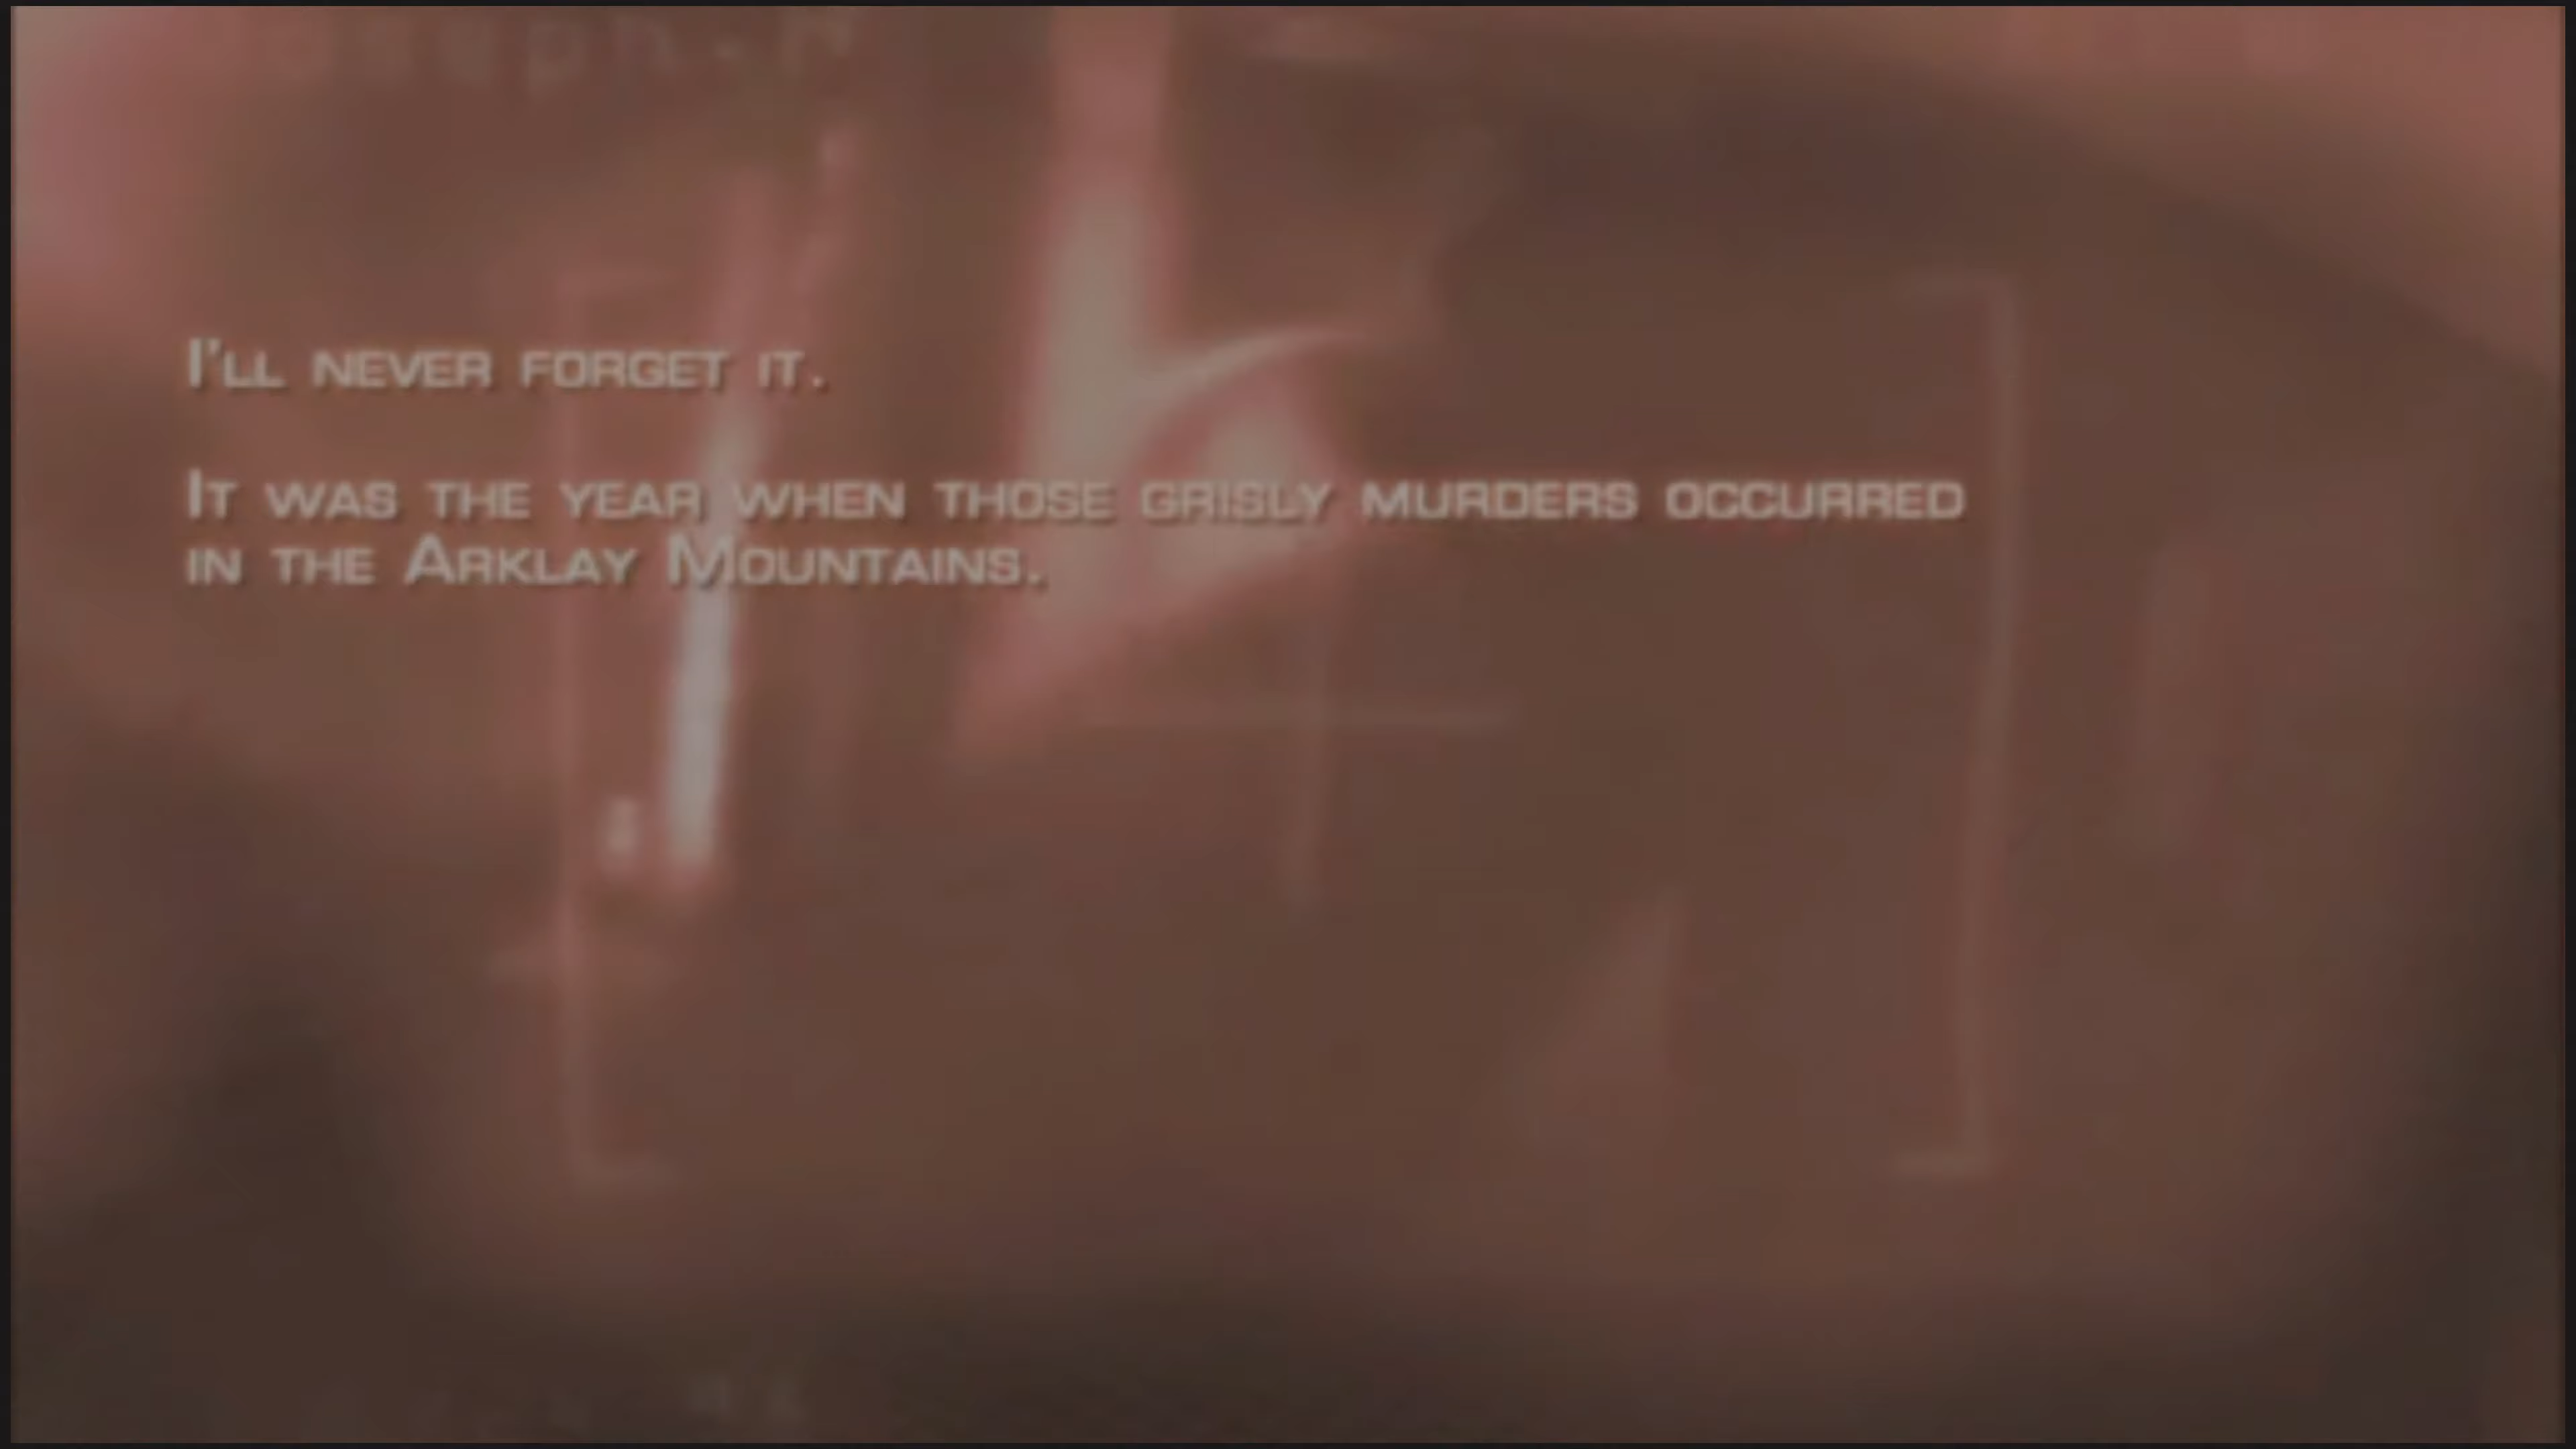 I'll never forget it.
It was the year when those grisly murders occurred
in the Arklay Mountains.